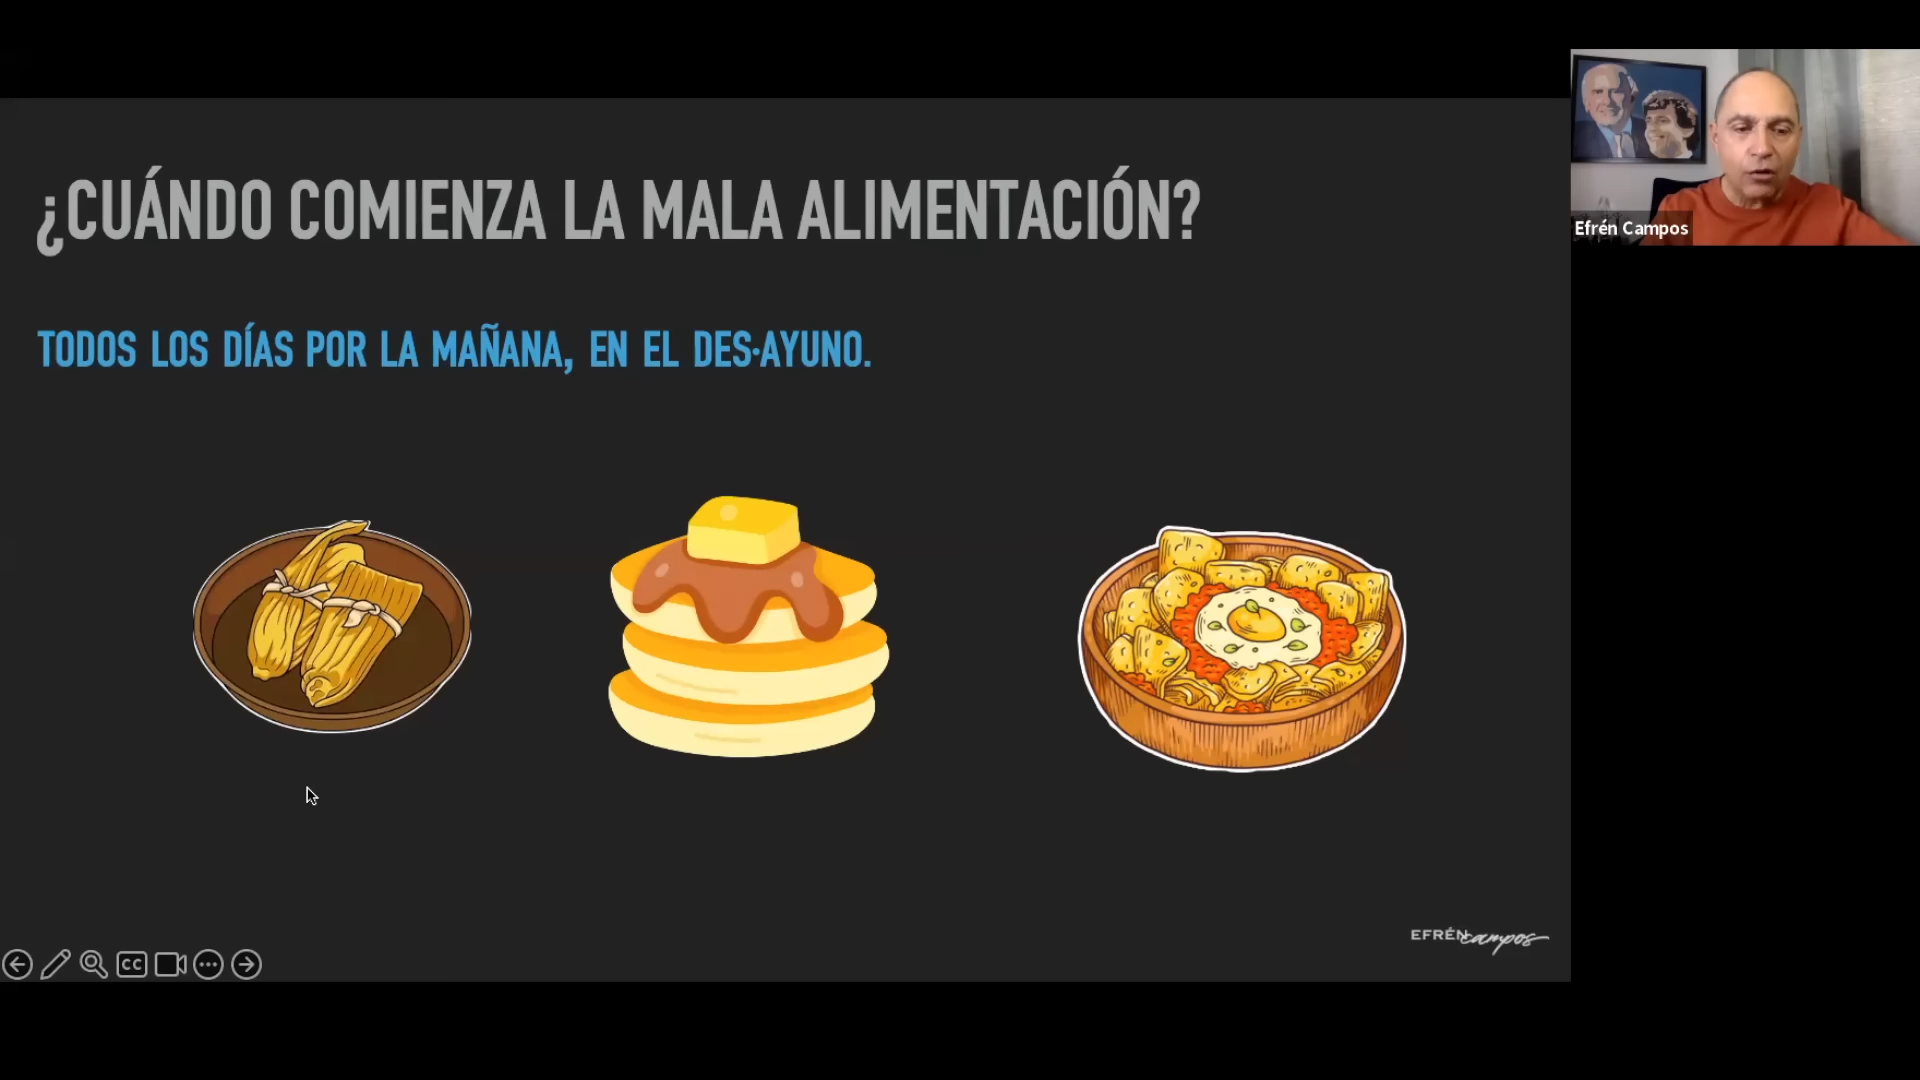 ¿CUÁNDO COMIENZA LA MALA ALIMENTACIÓN?
TODOS LOS DÍAS POR LA MAÑANA, EN EL DES·AYUNO.
Efrén Campos
EFRÉN campos
CC